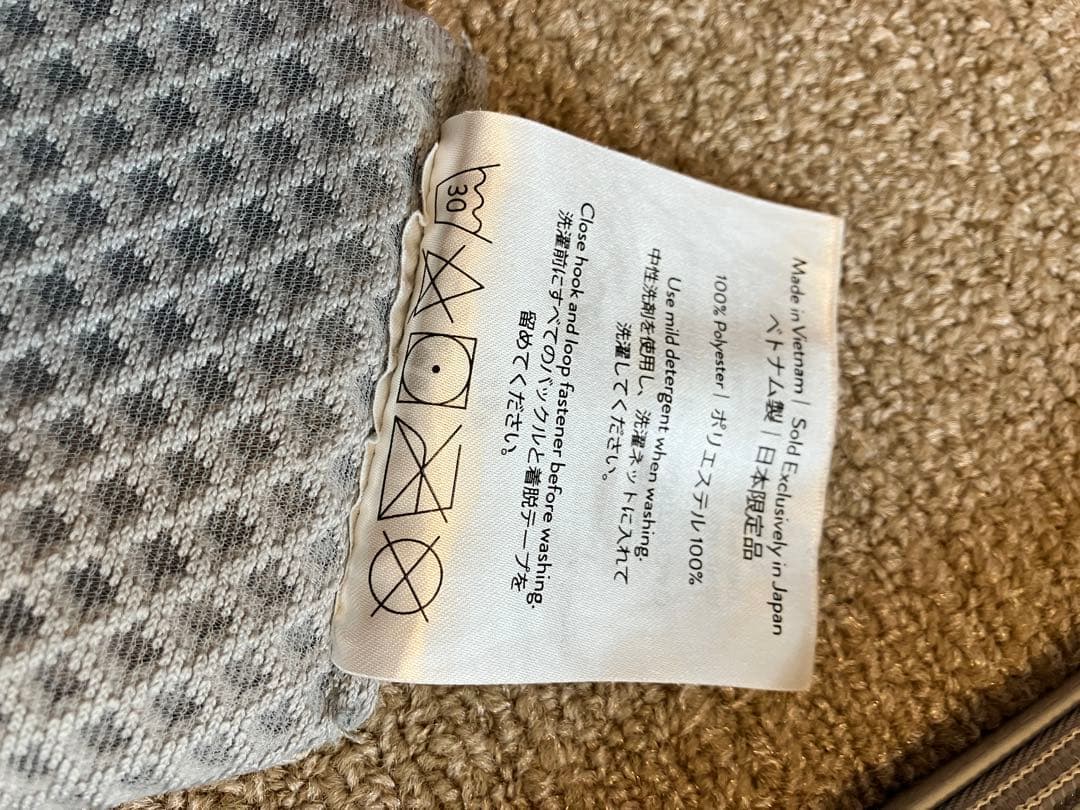 Made in Vietnam | Sold Exclusively in Japan
ベトナム製 | 日本限定品
100% Polyester | ポリエステル 100%
Use mild detergent when washing.
中性洗剤を使用し、洗濯ネットに入れて
洗濯してください。
Close hook and loop fastener before washing.
洗濯前にすべてのバックルと着脱テープを
留めてください。
30